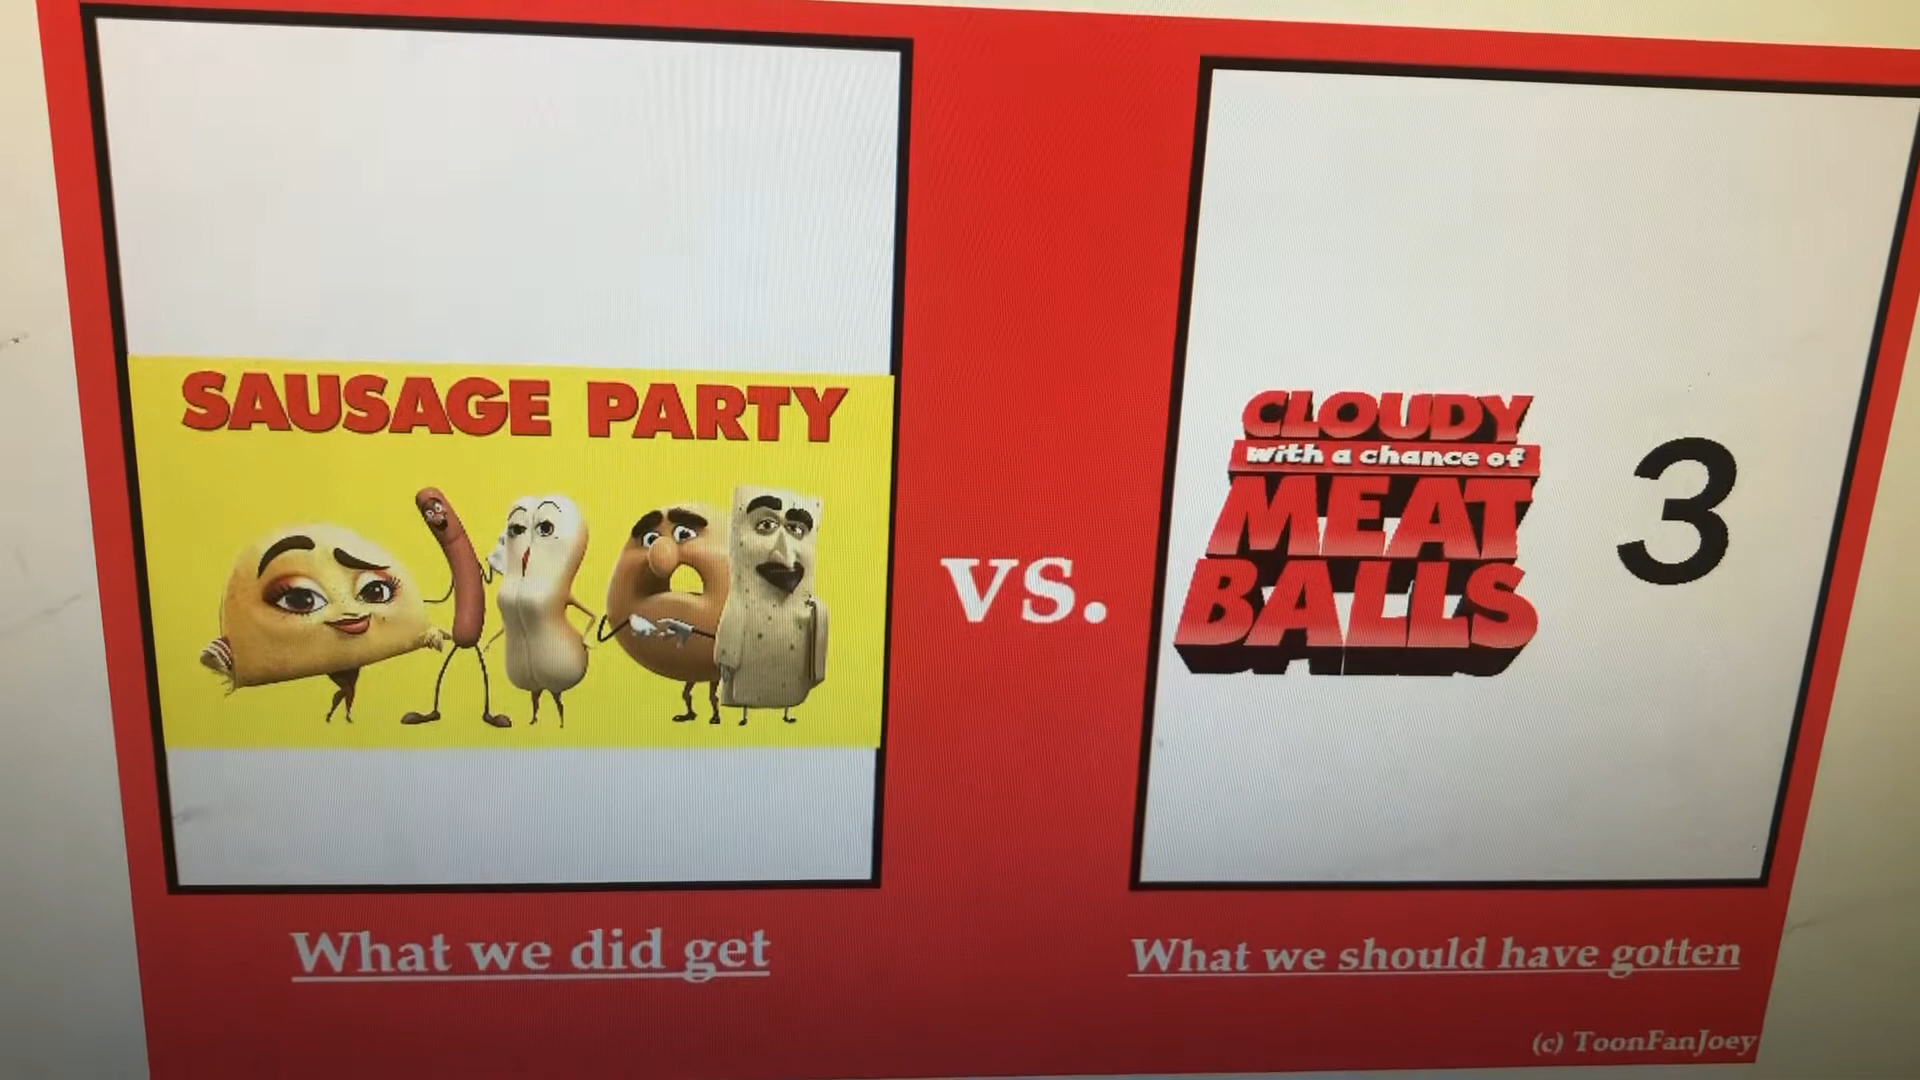 SAUSAGE PARTY
vs.
CLOUDY
with a chance of
MEAT
BALLS
3
What we did get
What we should have gotten
(c) ToonFanJoey